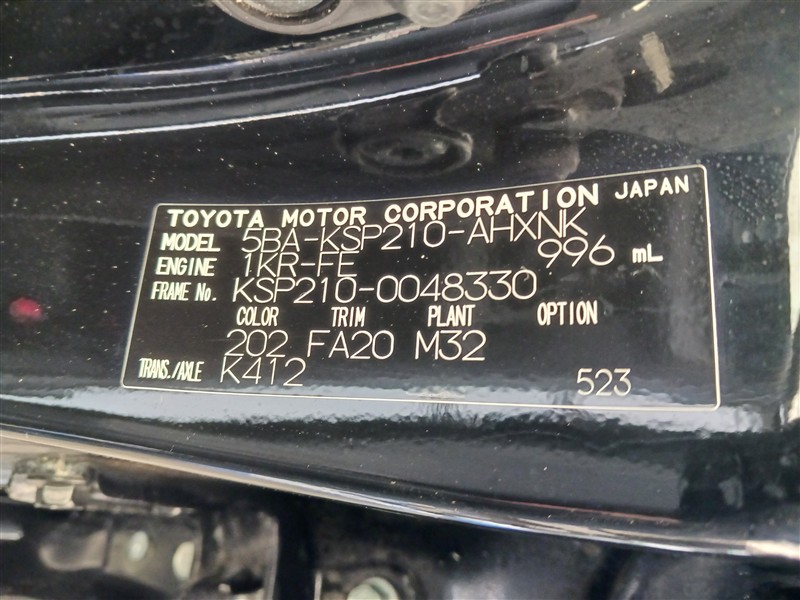 TOYOTA MOTOR CORPORATION JAPAN
MODEL 5BA-KSP210-AHXNK
ENGINE 1KR-FE 996 mL
FRAME No. KSP210-0048330
COLOR TRIM PLANT OPTION
202 FA20 M32
TRANS./AXLE K412 523